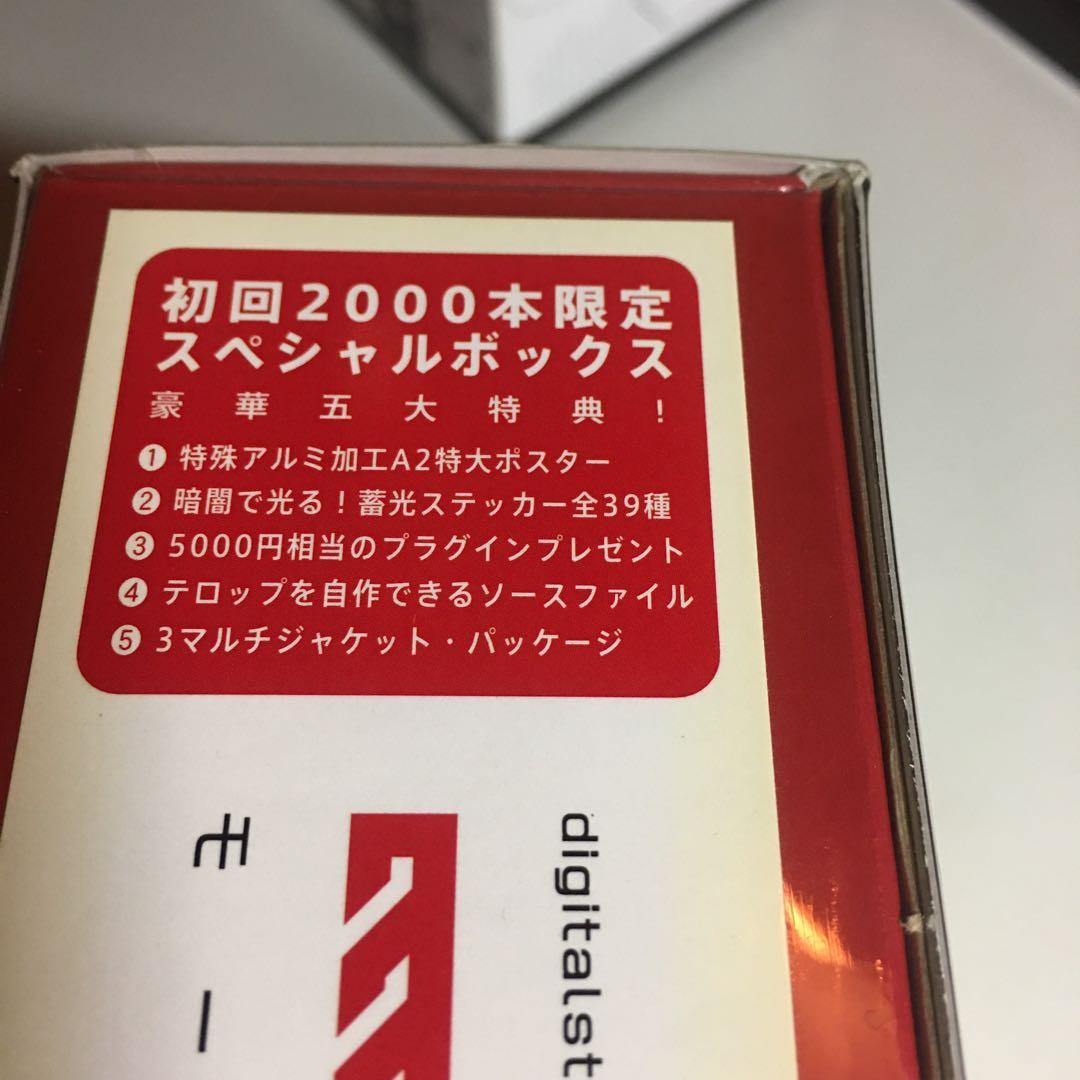 初回2000本限定
スペシャルボックス
豪華五大特典!
❶ 特殊アルミ加工A2特大ポスター
❷ 暗闇で光る!蓄光ステッカー全39種
❸ 5000円相当のプラグインプレゼント
❹ テロップを自作できるソースファイル
❺ 3マルチジャケット・パッケージ
digitalst
モー